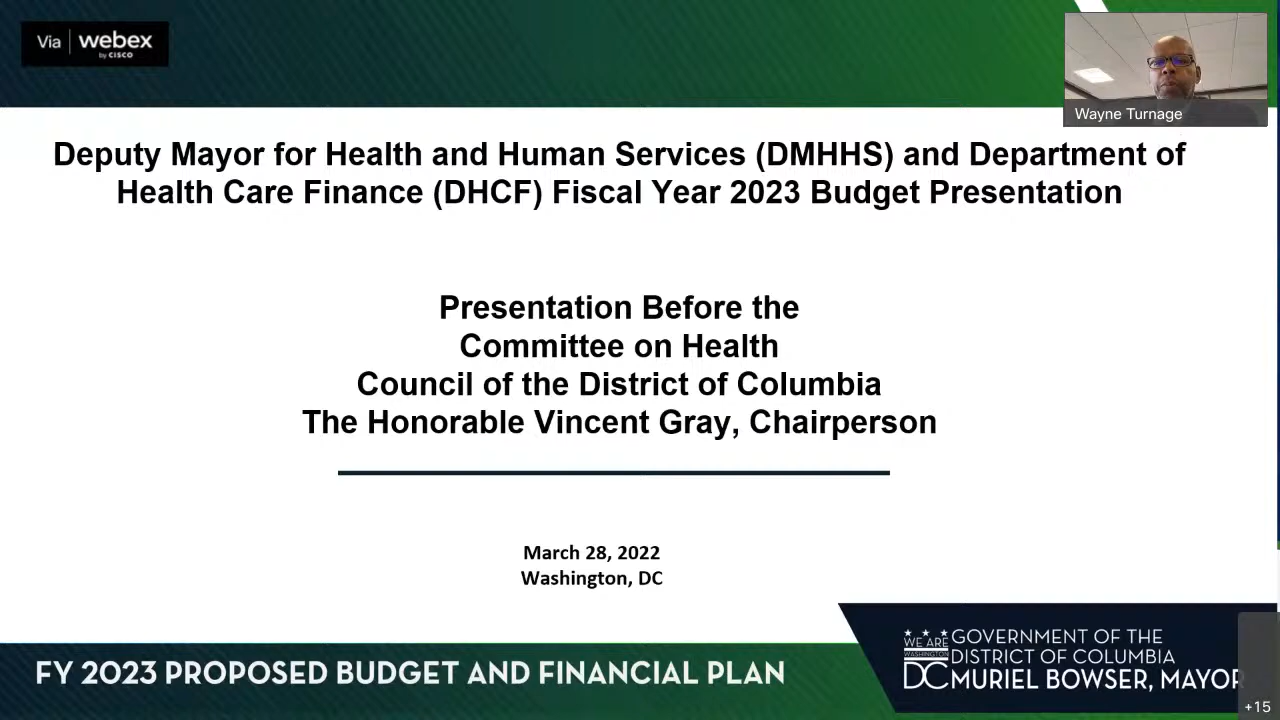 Via webex
by CISCO
Wayne Turnage
Deputy Mayor for Health and Human Services (DMHHS) and Department of
Health Care Finance (DHCF) Fiscal Year 2023 Budget Presentation
Presentation Before the
Committee on Health
Council of the District of Columbia
The Honorable Vincent Gray, Chairperson
March 28, 2022
Washington, DC
FY 2023 PROPOSED BUDGET AND FINANCIAL PLAN
WE ARE
WASHINGTON
DC
GOVERNMENT OF THE
DISTRICT OF COLUMBIA
MURIEL BOWSER, MAYOR
+15